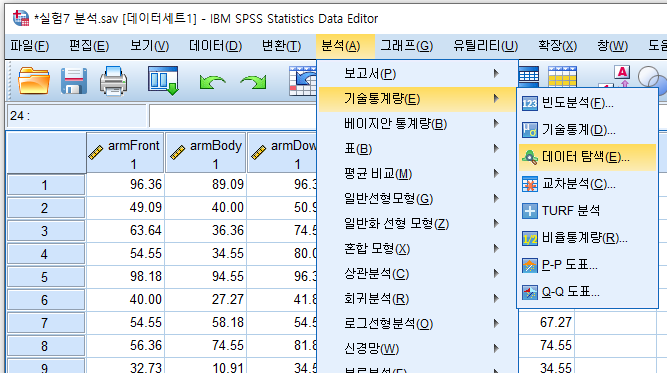 *실험7 분석.sav [데이터세트1] - IBM SPSS Statistics Data Editor
파일(F) 편집(E) 보기(V) 데이터(D) 변환(T) 분석(A) 그래프(G) 유틸리티(U) 확장(X) 창(W) 도움
24 :
armFront armBody armDow
1 1 1
1 96.36 89.09 96.3
2 49.09 40.00 50.9
3 63.64 36.36 74.5
4 54.55 34.55 80.0
5 98.18 94.55 96.3
6 40.00 27.27 41.8
7 54.55 58.18 54.5 67.27
8 56.36 74.55 81.8 74.55
9 32.73 10.91 34.5 34.55
보고서(P)
기술통계량(E)
베이지안 통계량(B)
표(B)
평균 비교(M)
일반선형모형(G)
일반화 선형 모형(Z)
혼합 모형(X)
상관분석(C)
회귀분석(R)
로그선형분석(O)
신경망(W)
분류분석(F)
빈도분석(F)...
기술통계(D)...
데이터 탐색(E)...
교차분석(C)...
TURF 분석
비율통계량(R)...
P-P 도표...
Q-Q 도표...